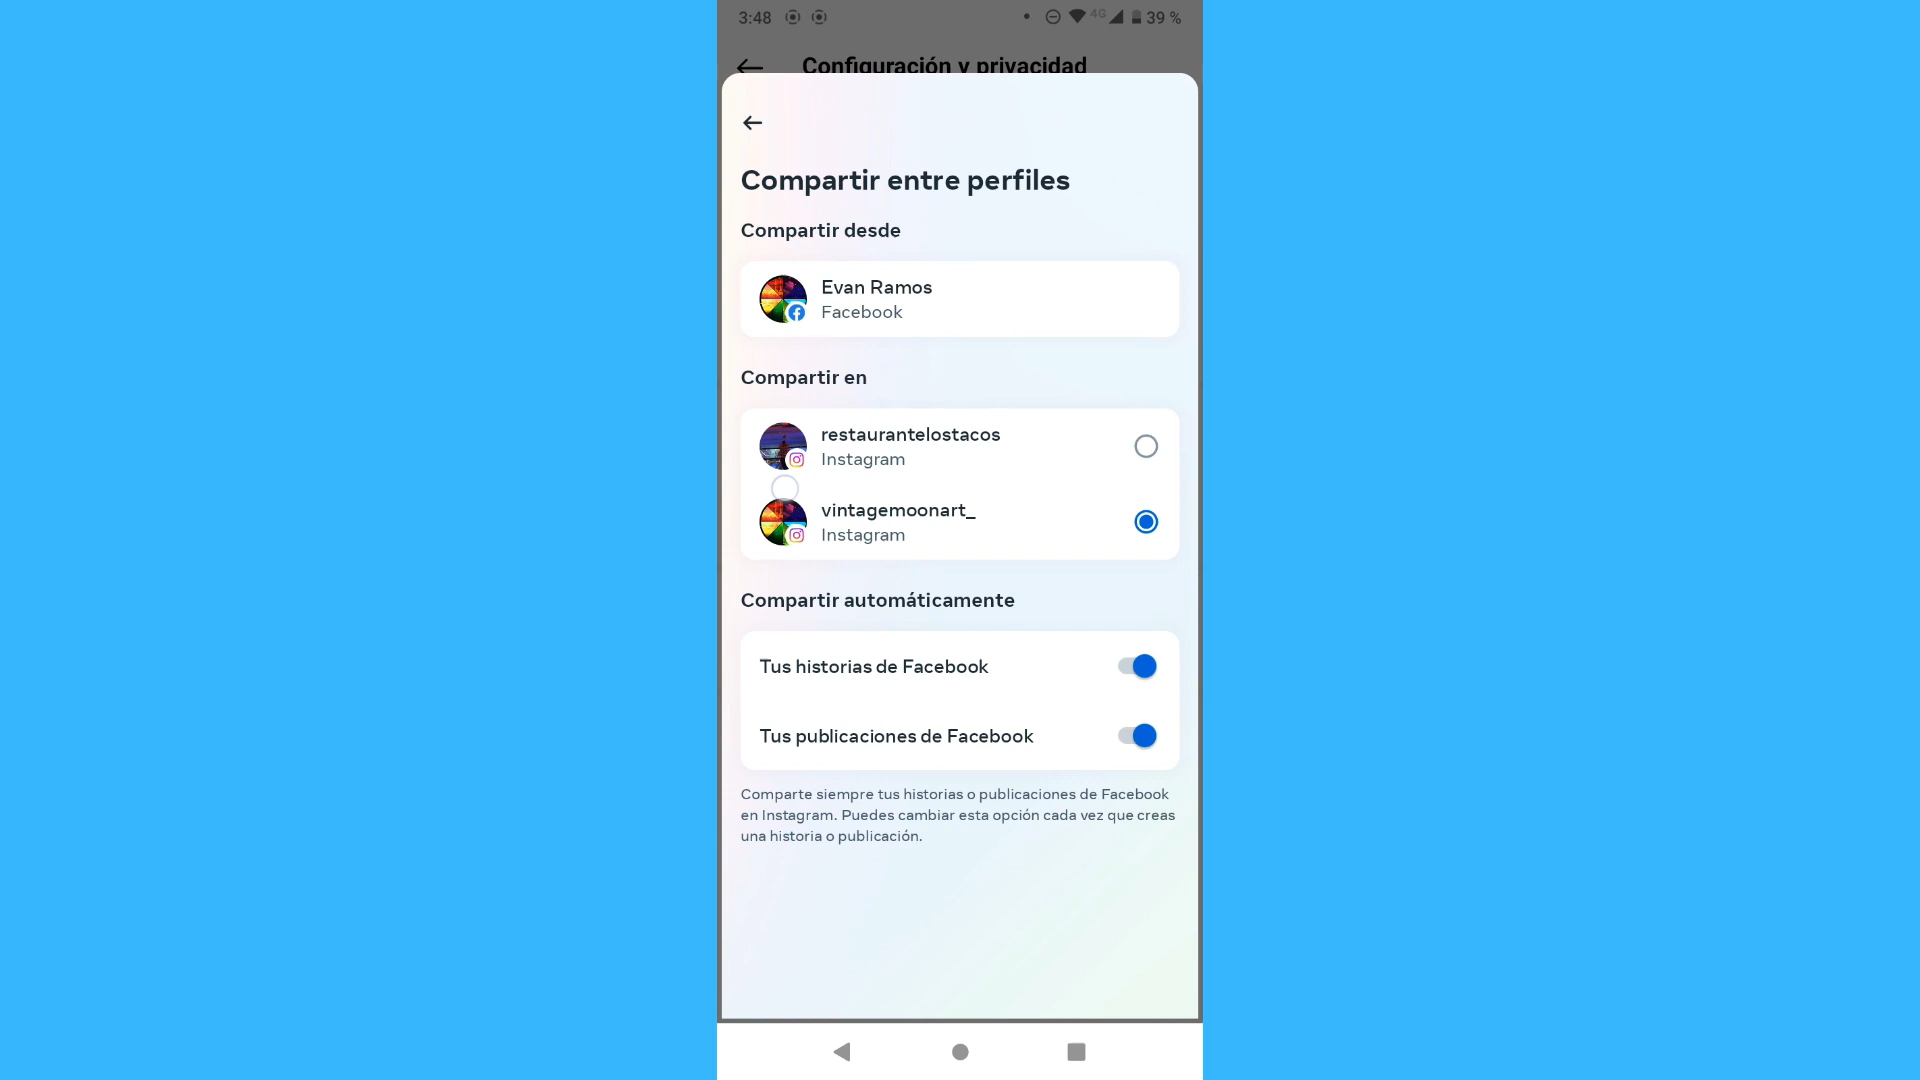 3:48
4G
39 %
Configuración y privacidad
Compartir entre perfiles
Compartir desde
Evan Ramos
Facebook
Compartir en
restaurantelostacos
Instagram
vintagemoonart_
Instagram
Compartir automáticamente
Tus historias de Facebook
Tus publicaciones de Facebook
Comparte siempre tus historias o publicaciones de Facebook
en Instagram. Puedes cambiar esta opción cada vez que creas
una historia o publicación.